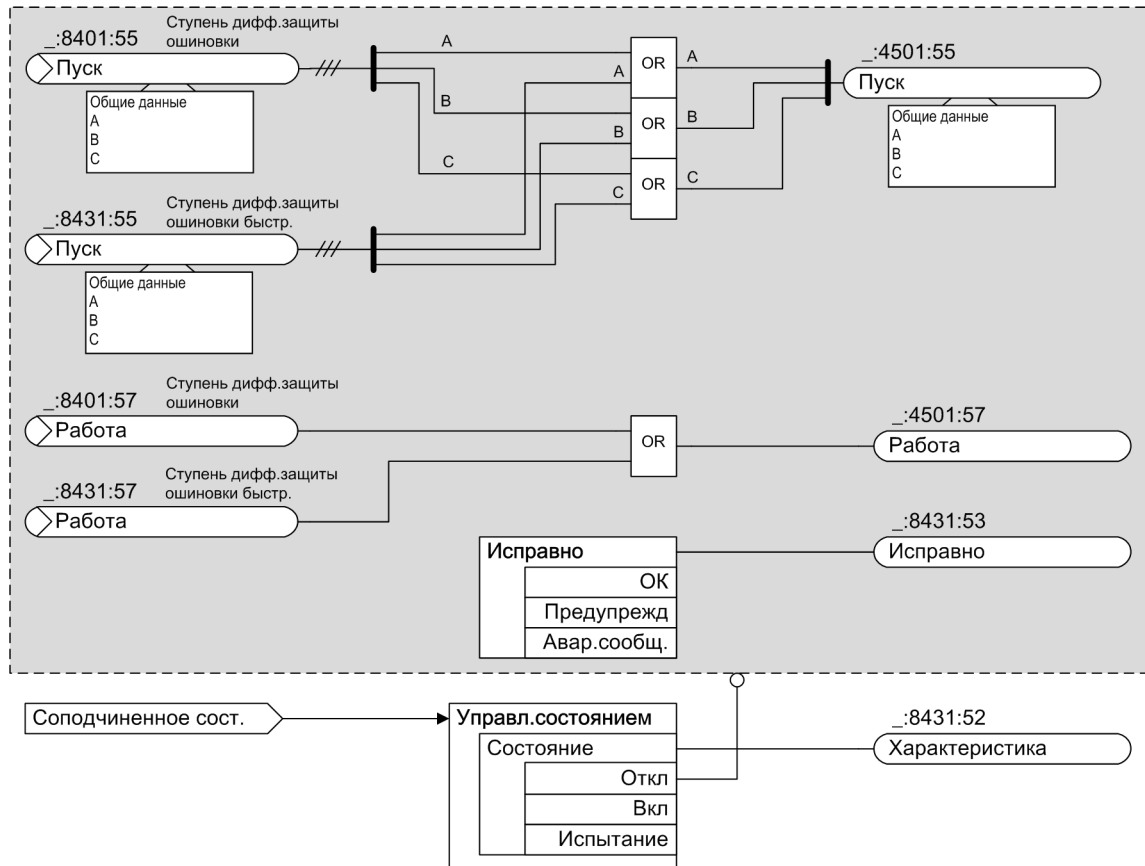 Ступень дифф.защиты
ошиновки
_:8401:55
Пуск
Общие данные
A
B
C
A
A
B
B
C
C
OR
OR
OR
A
B
C
_:4501:55
Пуск
Общие данные
A
B
C
Ступень дифф.защиты
ошиновки быстр.
_:8431:55
Пуск
Общие данные
A
B
C
Ступень дифф.защиты
ошиновки
_:8401:57
Работа
OR
_:4501:57
Работа
Ступень дифф.защиты
ошиновки быстр.
_:8431:57
Работа
_:8431:53
Исправно
Исправно
ОК
Предупрежд
Авар.сообщ.
Соподчиненное сост.
Управл.состоянием
Состояние
Откл
Вкл
Испытание
_:8431:52
Характеристика